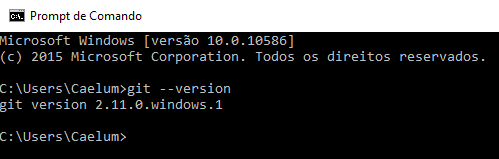 Prompt de Comando
Microsoft Windows [versão 10.0.10586]
(c) 2015 Microsoft Corporation. Todos os direitos reservados.
C:\Users\Caelum>git --version
git version 2.11.0.windows.1
C:\Users\Caelum>